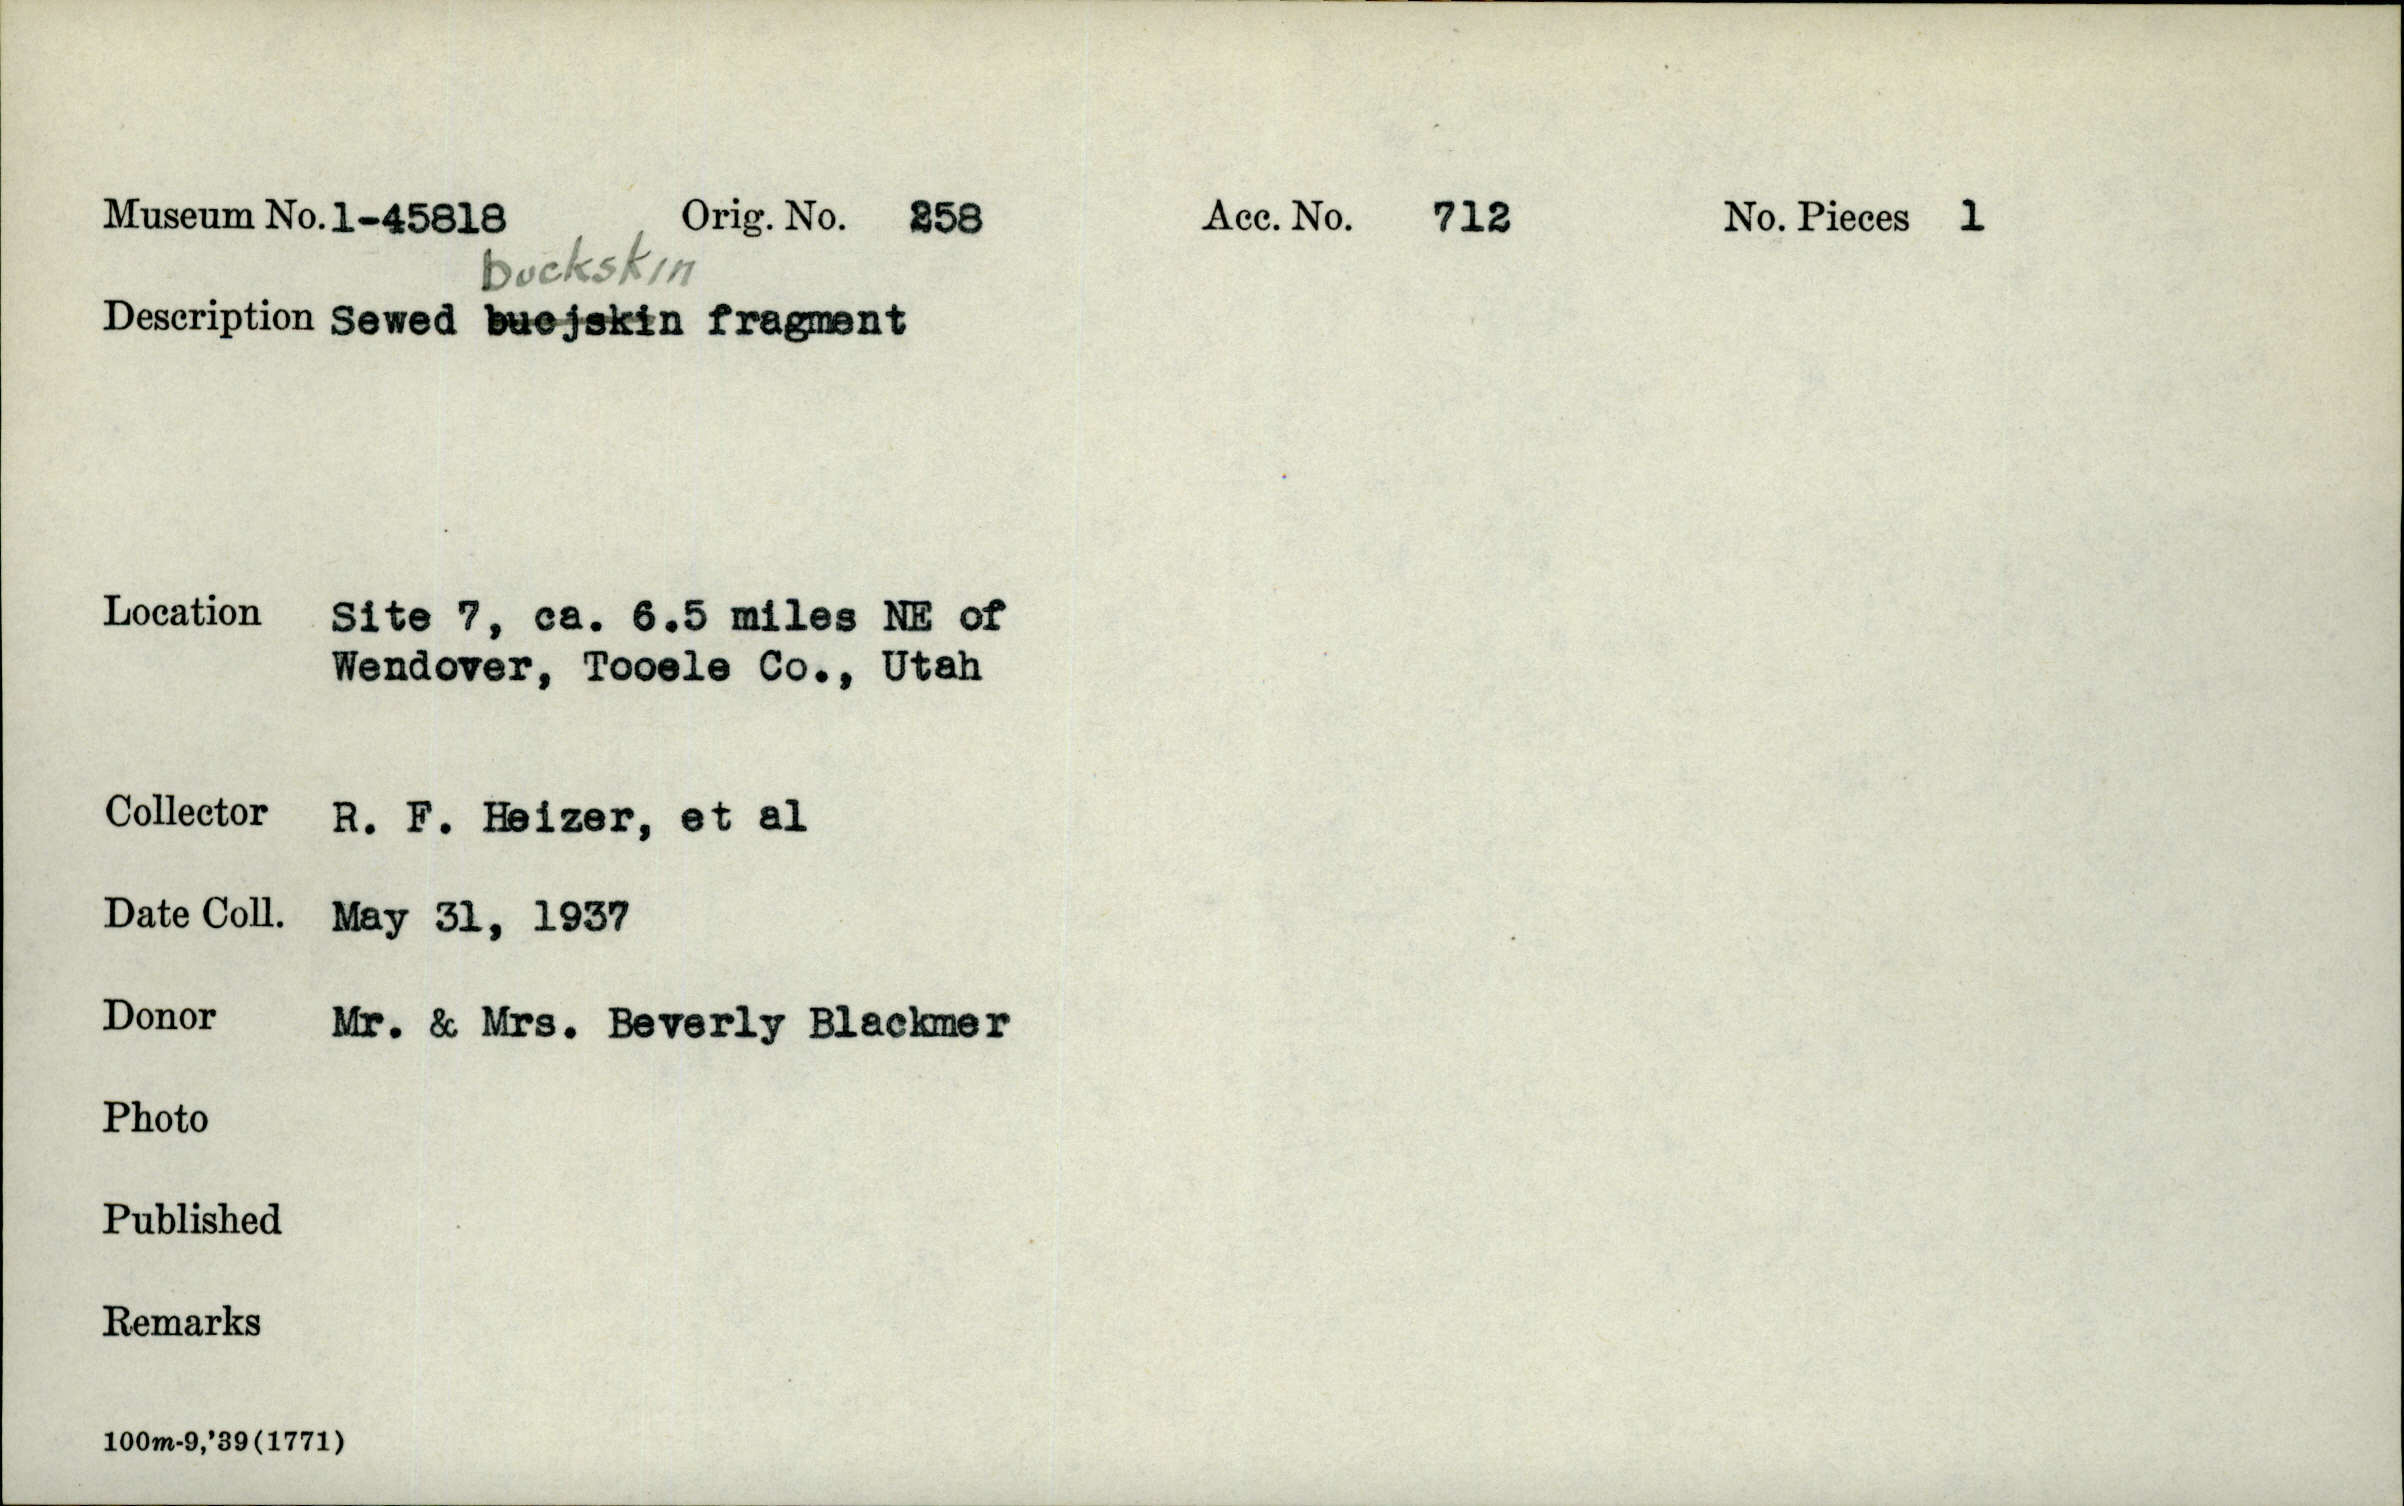 Museum No. 1-45818 Orig. No. 258 Acc. No. 712 No. Pieces 1
buckskin
Description Sewed bucjskin fragment
Location Site 7, ca. 6.5 miles NE of
Wendover, Tooele Co., Utah
Collector R. F. Heizer, et al
Date Coll. May 31, 1937
Donor Mr. & Mrs. Beverly Blackmer
Photo
Published
Remarks
100m-9,'39(1771)